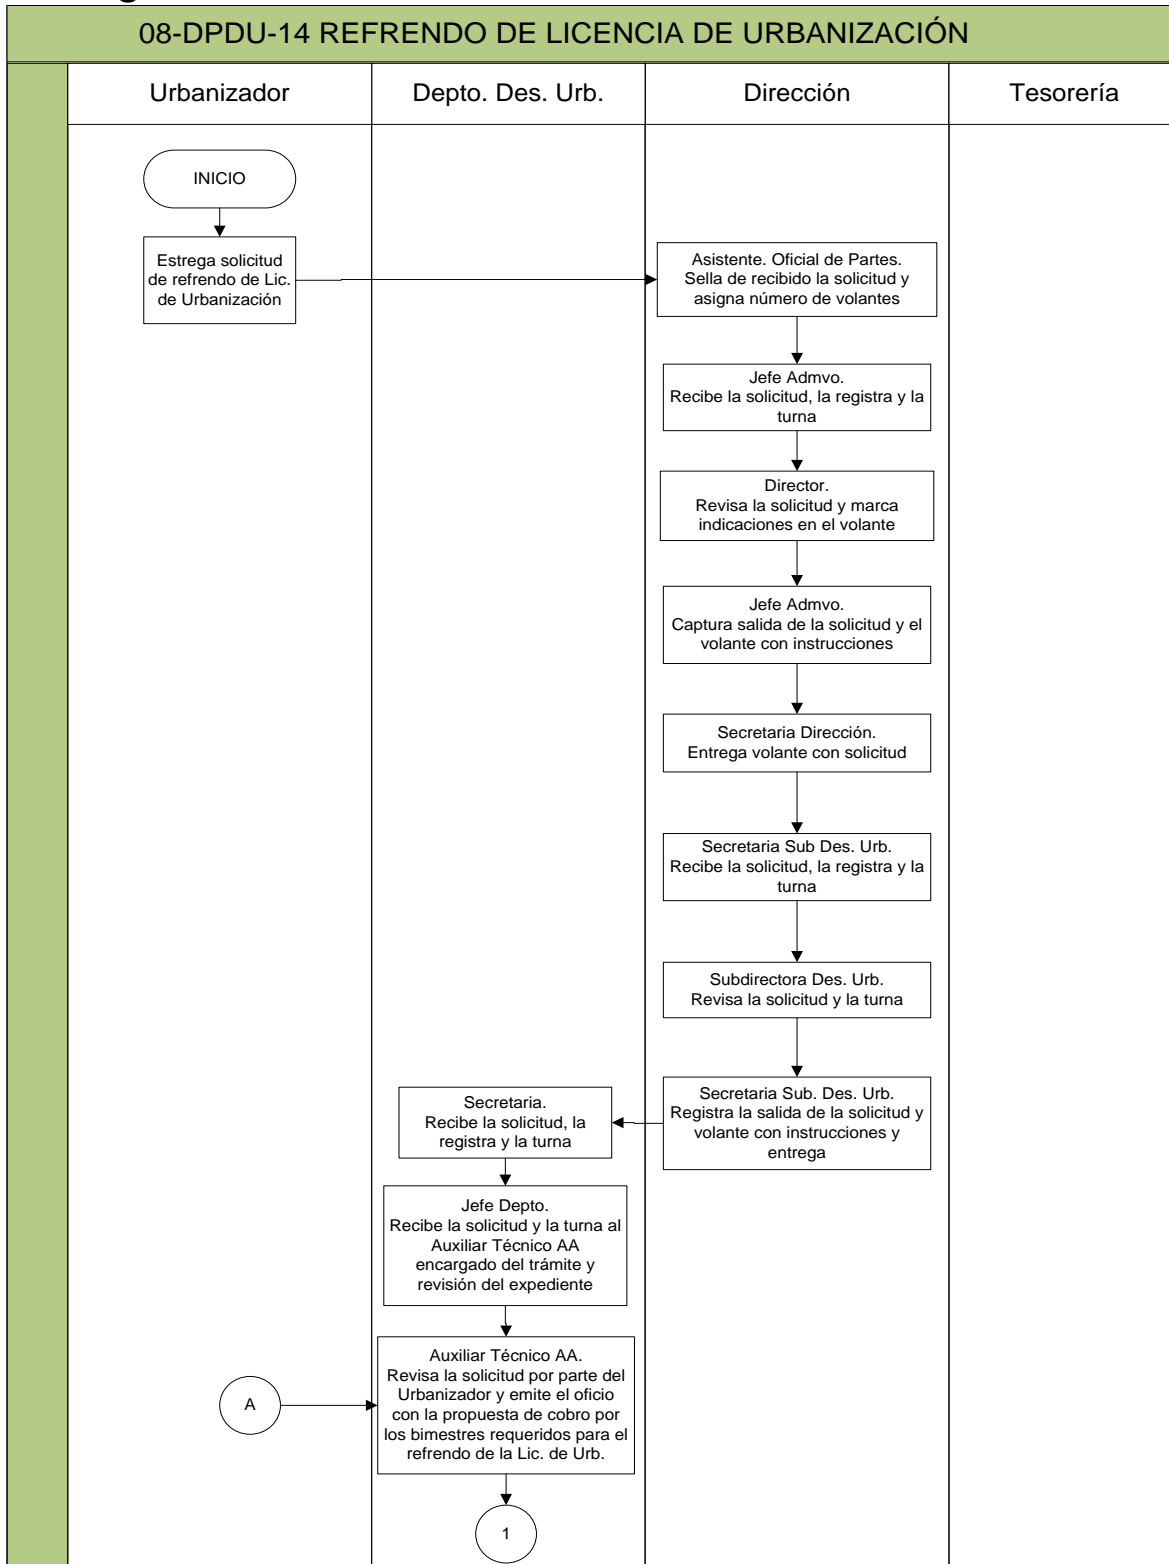 08-DPDU-14 REFRENDO DE LICENCIA DE URBANIZACIÓN
Urbanizador
Depto. Des. Urb.
Dirección
Tesorería
INICIO
Estrega solicitud
de refrendo de Lic.
de Urbanización
Asistente. Oficial de Partes.
Sella de recibido la solicitud y
asigna número de volantes
Jefe Admvo.
Recibe la solicitud, la registra y la
turna
Director.
Revisa la solicitud y marca
indicaciones en el volante
Jefe Admvo.
Captura salida de la solicitud y el
volante con instrucciones
Secretaria Dirección.
Entrega volante con solicitud
Secretaria Sub Des. Urb.
Recibe la solicitud, la registra y la
turna
Subdirectora Des. Urb.
Revisa la solicitud y la turna
Secretaria Sub. Des. Urb.
Registra la salida de la solicitud y
volante con instrucciones y
entrega
Secretaria.
Recibe la solicitud, la
registra y la turna
Jefe Depto.
Recibe la solicitud y la turna al
Auxiliar Técnico AA
encargado del trámite y
revisión del expediente
A
Auxiliar Técnico AA.
Revisa la solicitud por parte del
Urbanizador y emite el oficio
con la propuesta de cobro por
los bimestres requeridos para el
refrendo de la Lic. de Urb.
1